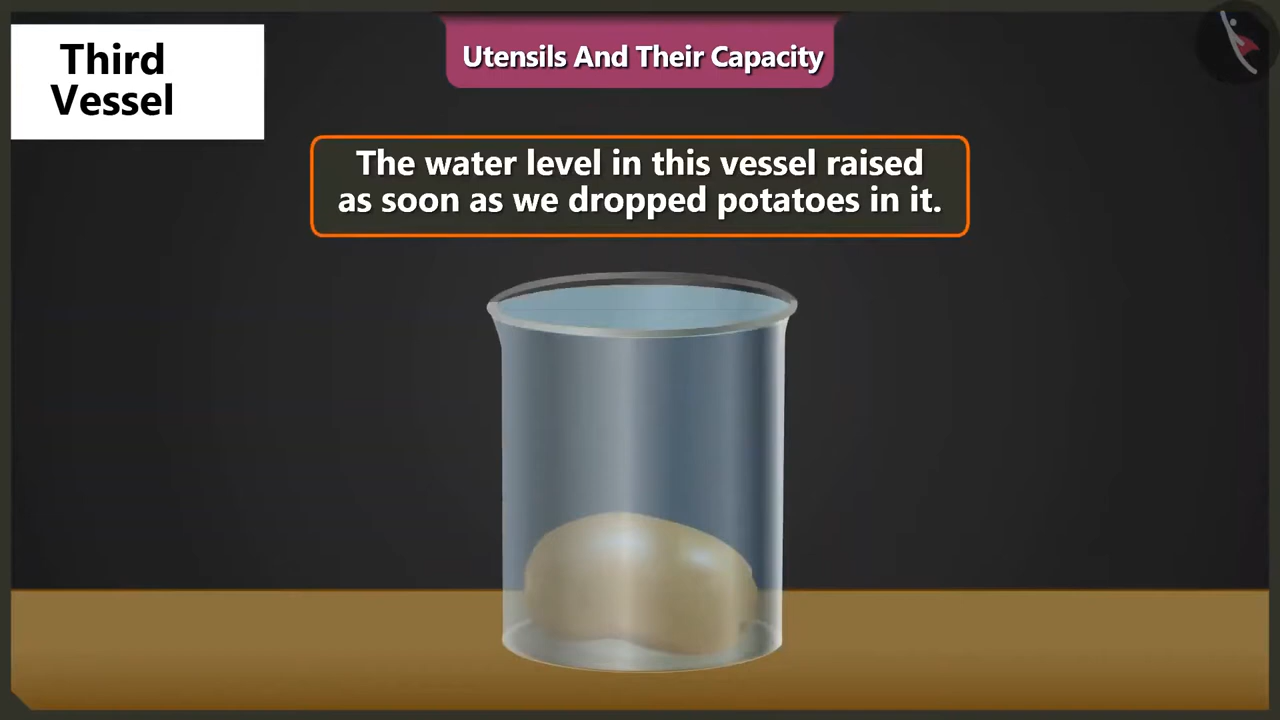 Third
Vessel
Utensils And Their Capacity
The water level in this vessel raised
as soon as we dropped potatoes in it.